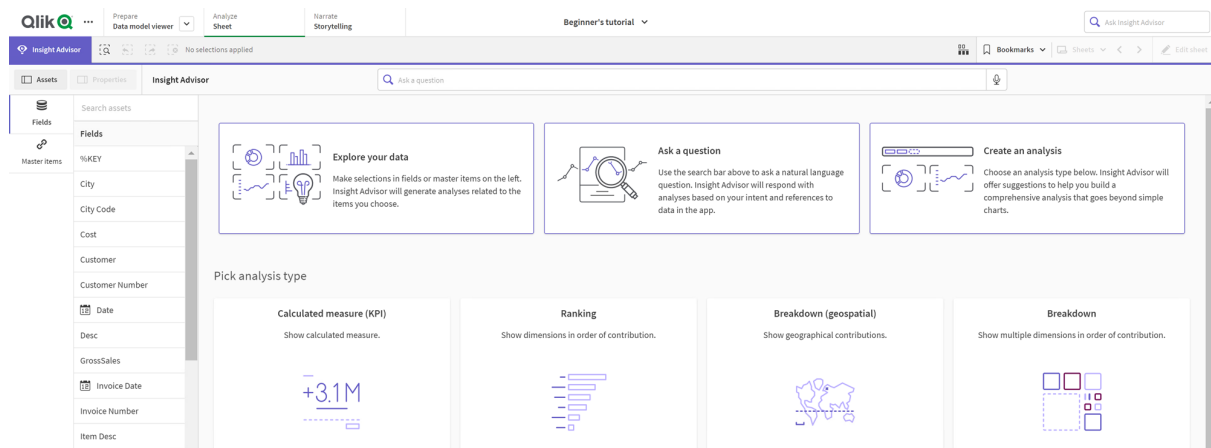 Qlik
Prepare
Data model viewer
Analyze
Sheet
Narrate
Storytelling
Beginner's tutorial
Ask Insight Advisor
Insight Advisor
No selections applied
Bookmarks
Sheets
Edit sheet
Assets
Properties
Insight Advisor
Ask a question
Fields
Master items
Search assets
Fields
%KEY
City
City Code
Cost
Customer
Customer Number
Date
Desc
GrossSales
Invoice Date
Invoice Number
Item Desc
Explore your data
Make selections in fields or master items on the left.
Insight Advisor will generate analyses related to the
items you choose.
Ask a question
Use the search bar above to ask a natural language
question. Insight Advisor will respond with
analyses based on your intent and references to
data in the app.
Create an analysis
Choose an analysis type below. Insight Advisor will
offer suggestions to help you build a
comprehensive analysis that goes beyond simple
charts.
Pick analysis type
Calculated measure (KPI)
Show calculated measure.
+3.1M
Ranking
Show dimensions in order of contribution.
Breakdown (geospatial)
Show geographical contributions.
Breakdown
Show multiple dimensions in order of contribution.